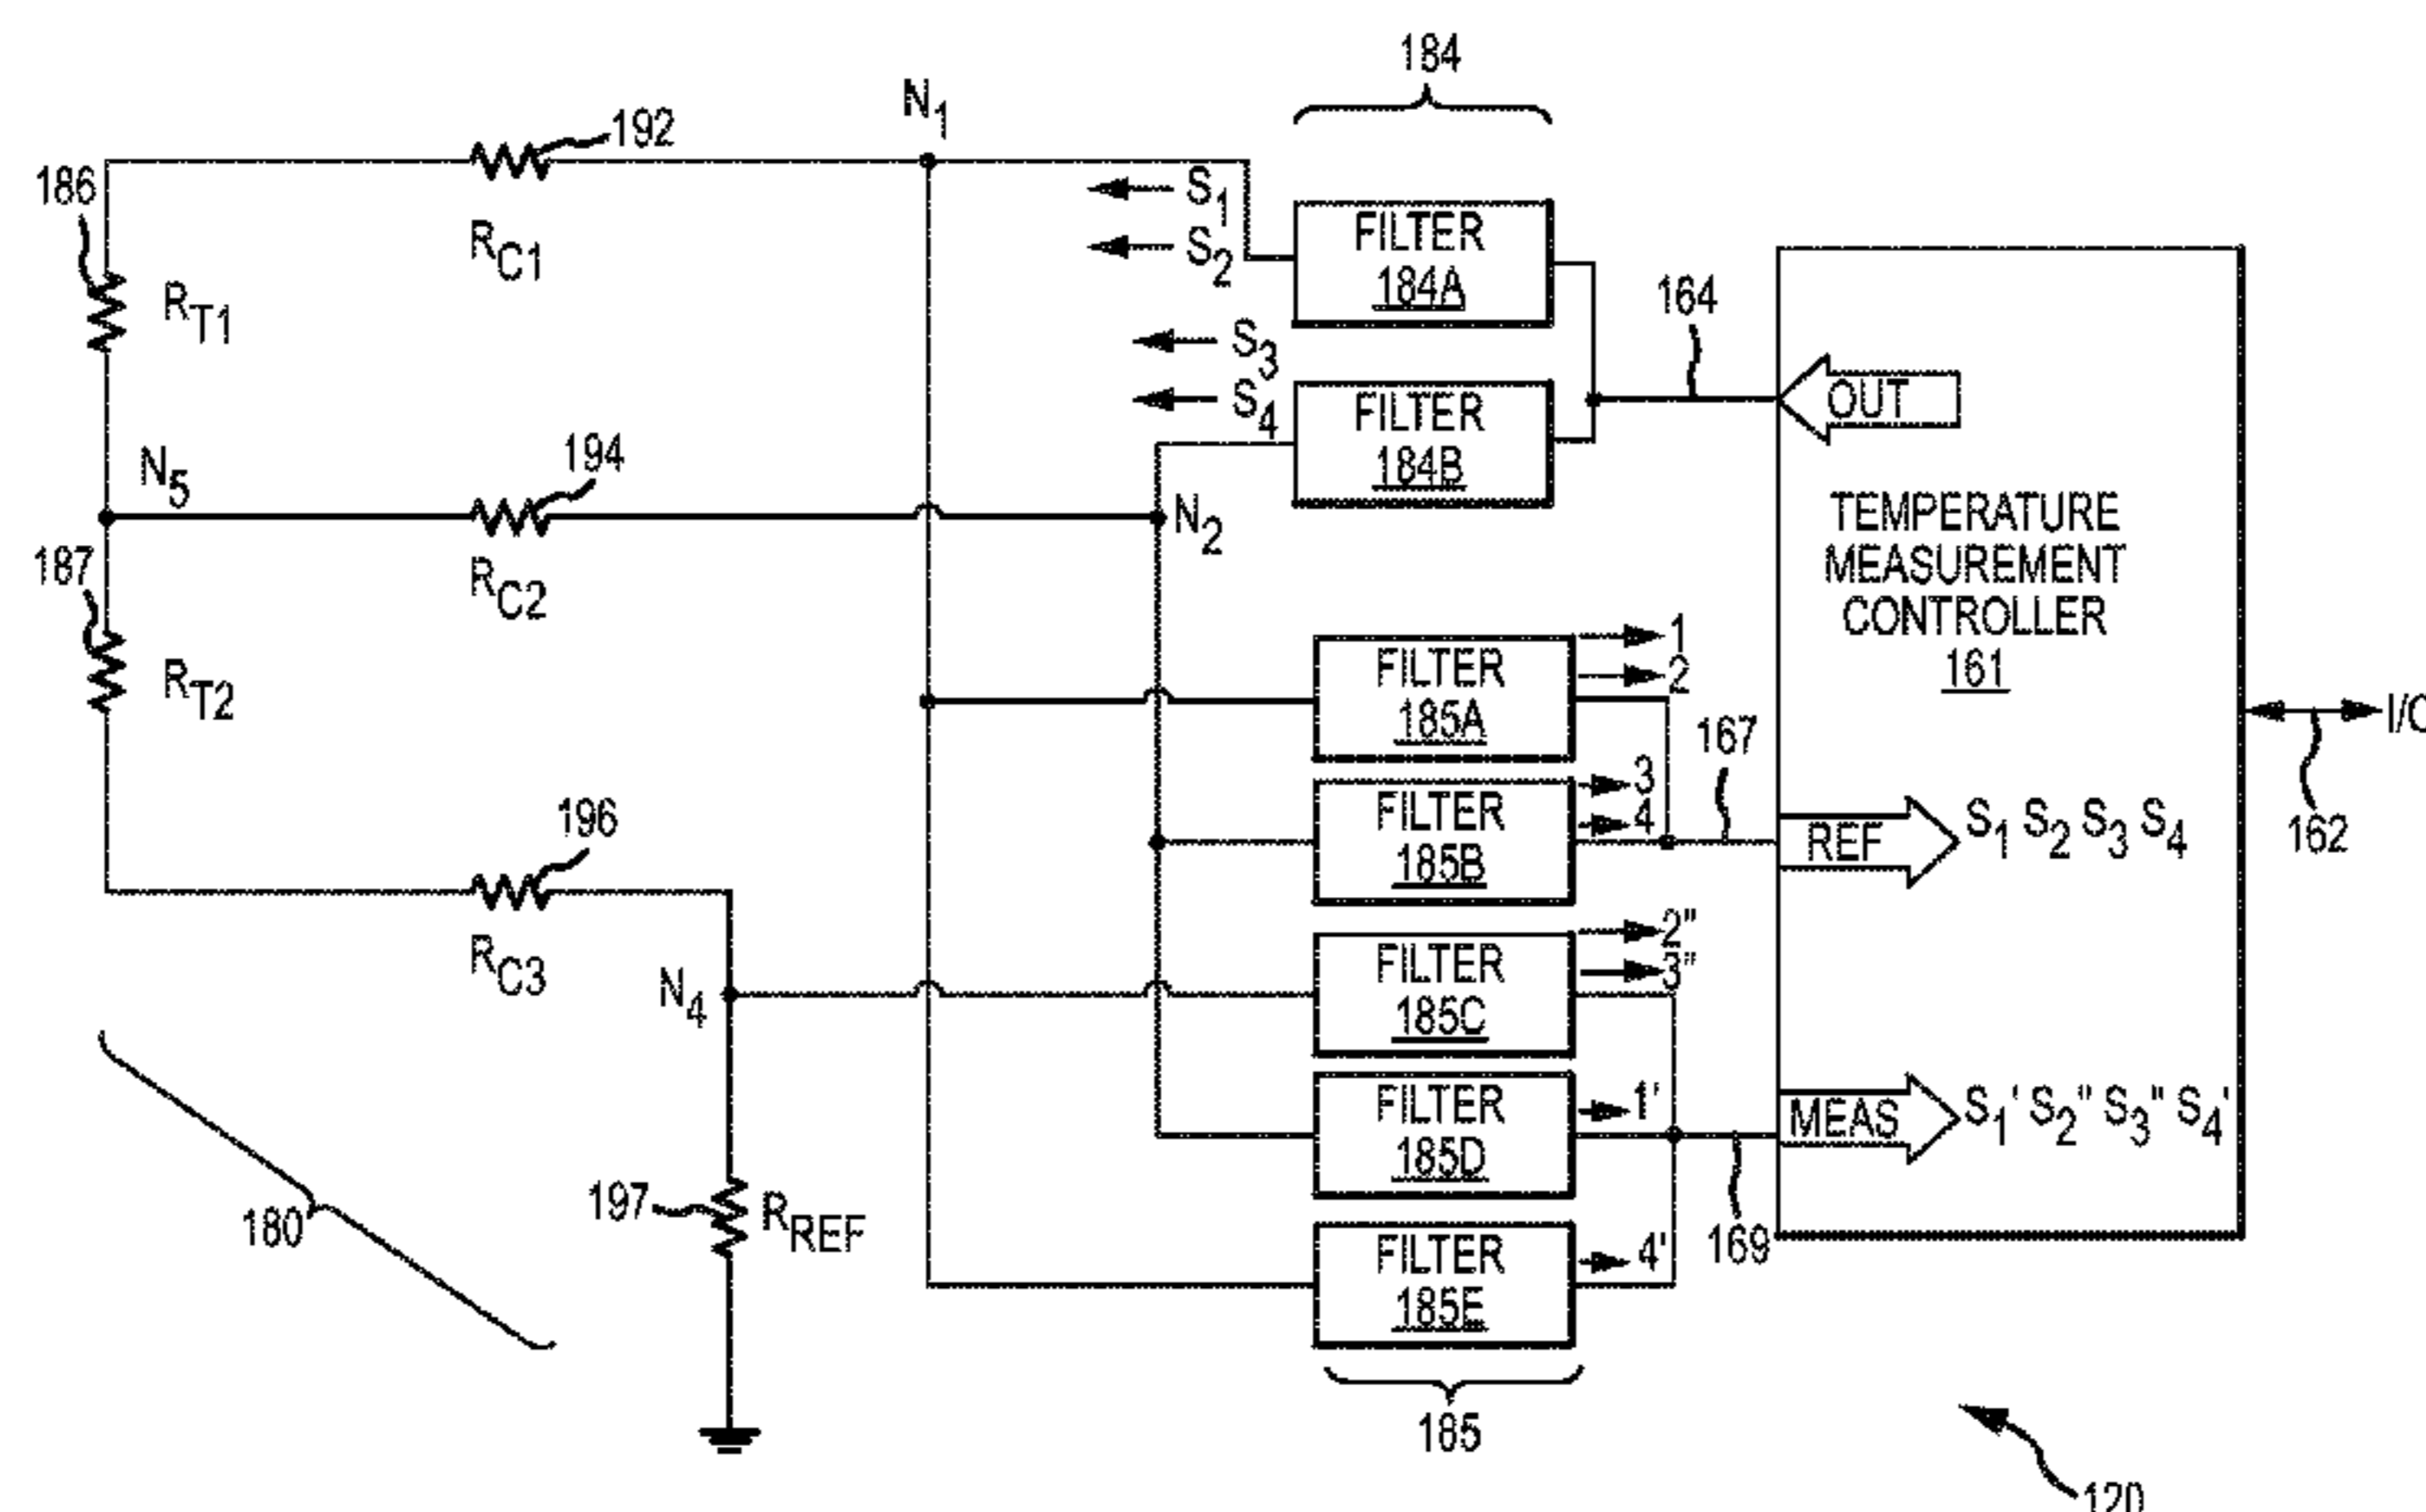 184
N1
192
186
S1
RC1
S2
FILTER
184A
164
RT1
S3
S4
FILTER
184B
OUT
N5
194
N2
TEMPERATURE
MEASUREMENT
CONTROLLER
161
187
RC2
1
2
FILTER
185A
RT2
I/O
167
3
4
FILTER
185B
REF
S1 S2 S3 S4
162
196
2"
3"
FILTER
185C
RC3
N4
1'
FILTER
185D
MEAS
S1' S2" S3" S4'
180
197
RREF
169
4'
FILTER
185E
185
120